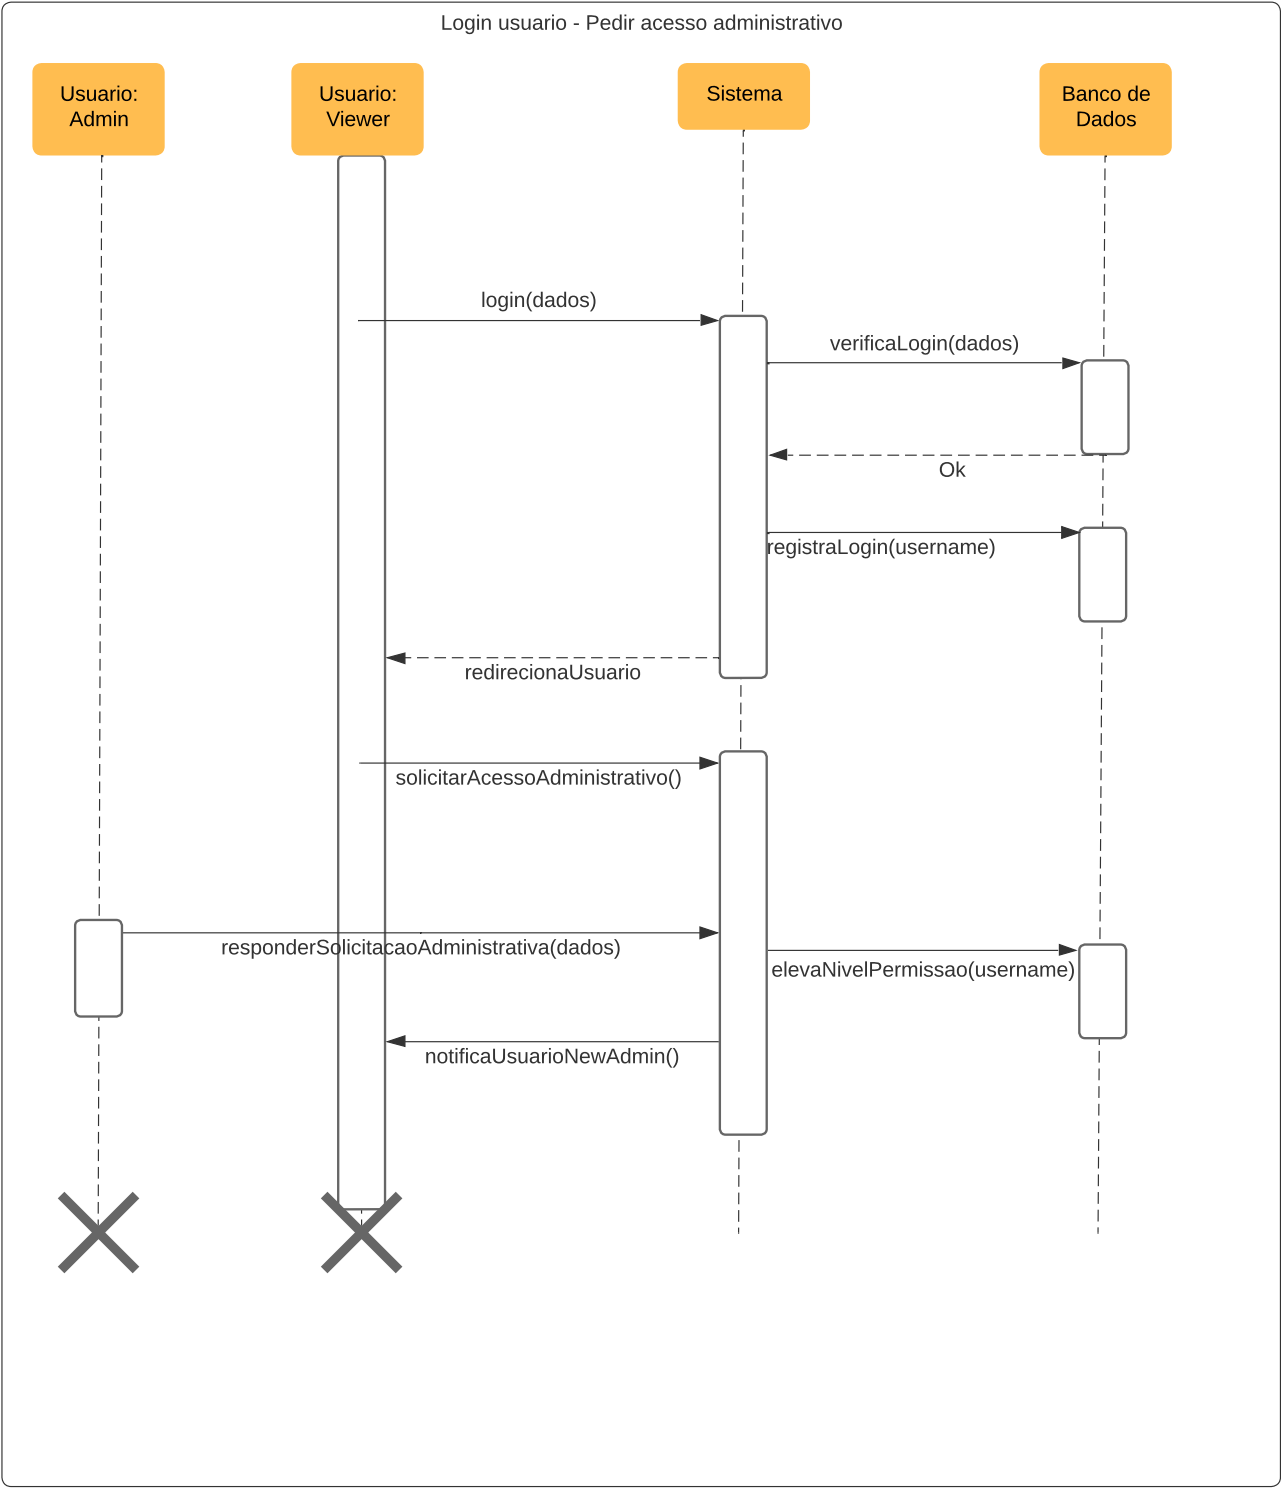 Login usuario - Pedir acesso administrativo
Usuario:
Admin
Usuario:
Viewer
Sistema
Banco de
Dados
login(dados)
verificaLogin(dados)
Ok
registraLogin(username)
redirecionaUsuario
solicitarAcessoAdministrativo()
responderSolicitacaoAdministrativa(dados)
elevaNivelPermissao(username)
notificaUsuarioNewAdmin()